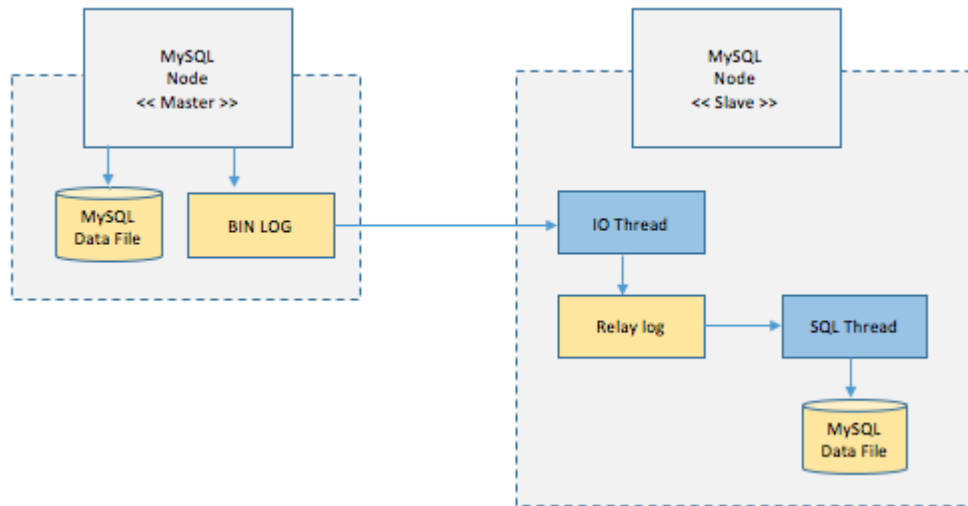 MySQL
Node
<< Master >>
MySQL
Node
<< Slave >>
MySQL
Data File
BIN LOG
IO Thread
Relay log
SQL Thread
MySQL
Data File